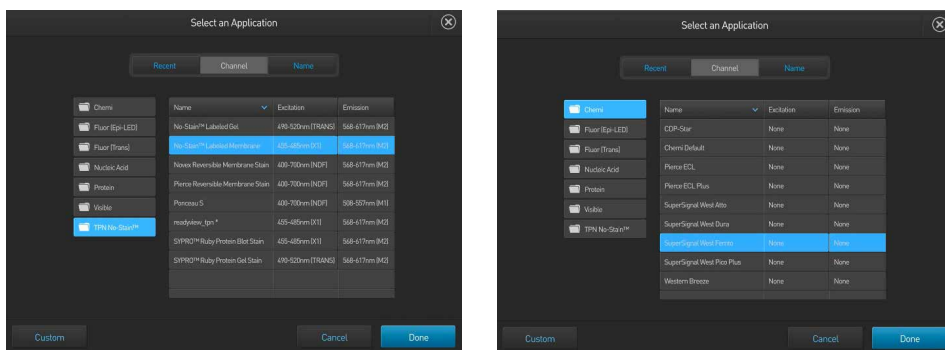 Select an Application
Recent Channel Name
Chemi
Fluor (Epi-LED)
Fluor (Trans)
Nucleic Acid
Protein
Visible
TPN No-Stain™
Name Excitation Emission
No-Stain™ Labeled Gel 490-520nm (TRANS) 568-617nm (M2)
No-Stain™ Labeled Membrane 455-485nm (X1) 568-617nm (M2)
Novex Reversible Membrane Stain 400-700nm (NDF) 568-617nm (M2)
Pierce Reversible Membrane Stain 400-700nm (NDF) 568-617nm (M2)
Ponceau S 400-700nm (NDF) 508-557nm (M1)
readyview_tpn * 455-485nm (X1) 568-617nm (M2)
SYPRO™ Ruby Protein Blot Stain 455-485nm (X1) 568-617nm (M2)
SYPRO™ Ruby Protein Gel Stain 490-520nm (TRANS) 568-617nm (M2)
Custom Cancel Done
Select an Application
Recent Channel Name
Chemi
Fluor (Epi-LED)
Fluor (Trans)
Nucleic Acid
Protein
Visible
TPN No-Stain™
Name Excitation Emission
CDP-Star None None
Chemi Default None None
Pierce ECL None None
Pierce ECL Plus None None
SuperSignal West Atto None None
SuperSignal West Dura None None
SuperSignal West Femto None None
SuperSignal West Pico Plus None None
Western Breeze None None
Custom Cancel Done